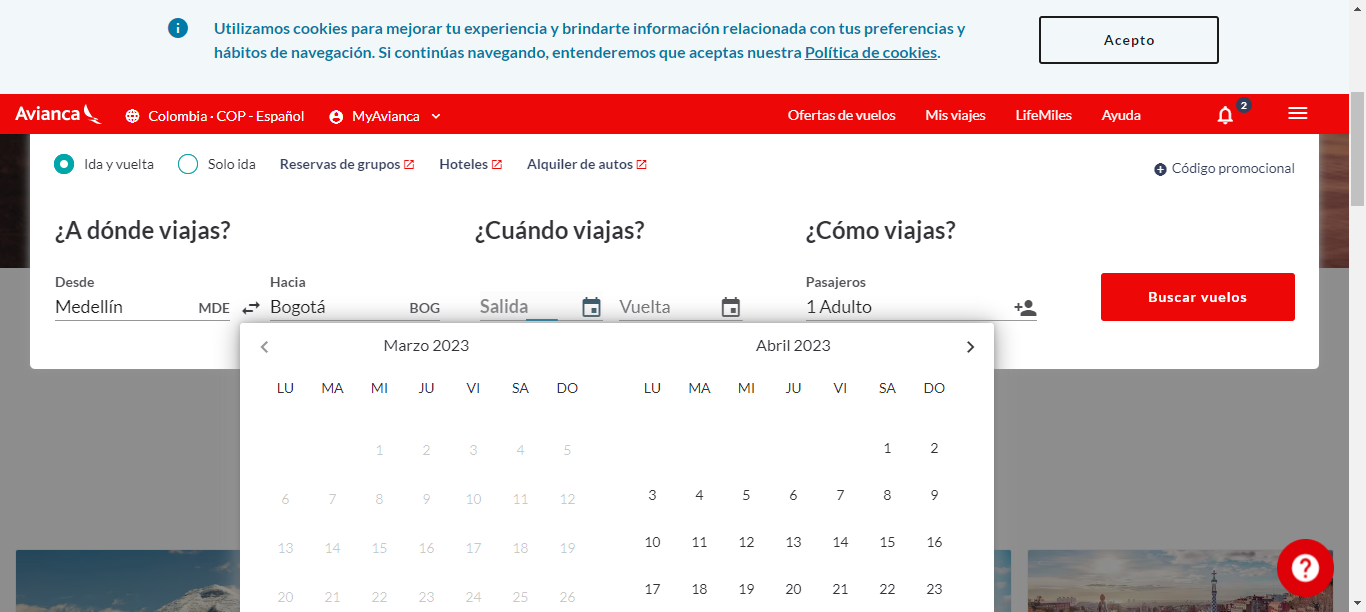 Utilizamos cookies para mejorar tu experiencia y brindarte información relacionada con tus preferencias y
hábitos de navegación. Si continúas navegando, entenderemos que aceptas nuestra Política de cookies.
Acepto
Avianca Colombia · COP - Español MyAvianca Ofertas de vuelos Mis viajes LifeMiles Ayuda 2
Ida y vuelta Solo ida Reservas de grupos Hoteles Alquiler de autos Código promocional
¿A dónde viajas? ¿Cuándo viajas? ¿Cómo viajas?
Desde Hacia Pasajeros
Medellín MDE Bogotá BOG Salida Vuelta 1 Adulto Buscar vuelos
Marzo 2023 Abril 2023
LU MA MI JU VI SA DO LU MA MI JU VI SA DO
1 2 3 4 5 1 2
6 7 8 9 10 11 12 3 4 5 6 7 8 9
13 14 15 16 17 18 19 10 11 12 13 14 15 16
20 21 22 23 24 25 26 17 18 19 20 21 22 23